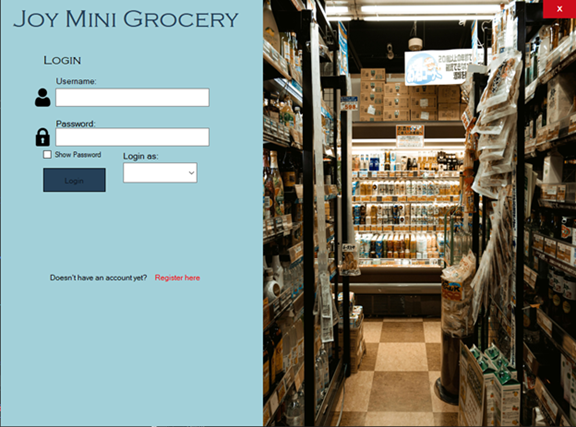 Joy Mini Grocery
x
Login
Username:
Password:
Show Password
Login as:
Login
Doesn't have an account yet? Register here